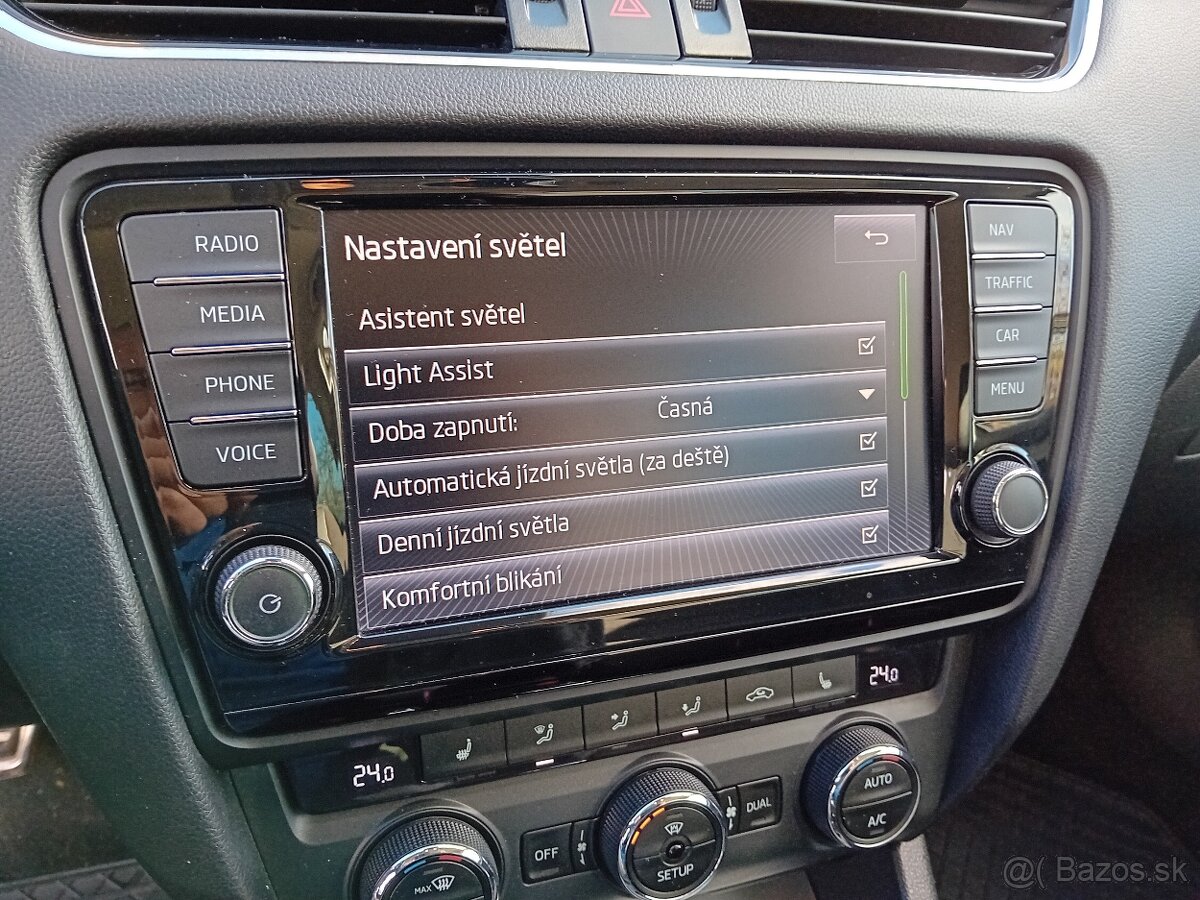 RADIO
MEDIA
PHONE
VOICE
Nastavení světel
Asistent světel
Light Assist
Doba zapnutí: Časná
Automatická jízdní světla (za deště)
Denní jízdní světla
Komfortní blikání
NAV
TRAFFIC
CAR
MENU
24.0
24.0
MAX
OFF
SETUP
DUAL
AUTO
A/C
@( Bazos.sk